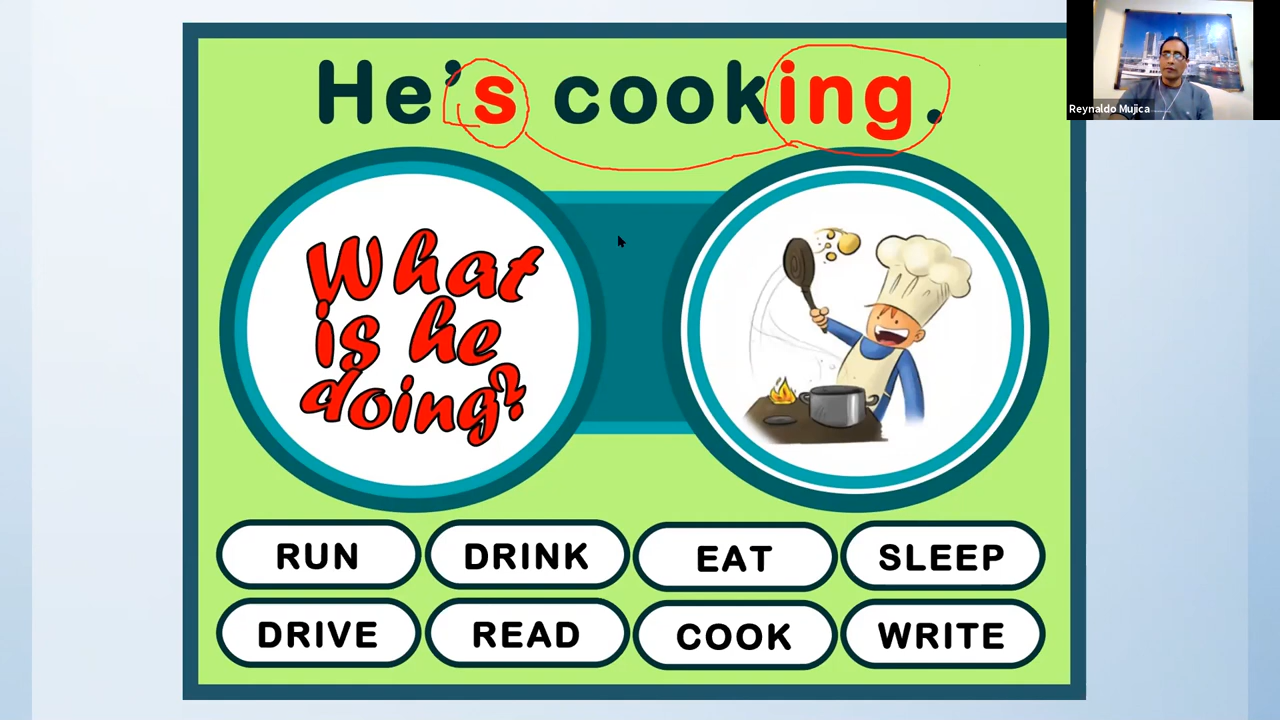 He's cooking.
Reynaldo Mujica
What
is he
doing?
RUN DRINK EAT SLEEP
DRIVE READ COOK WRITE